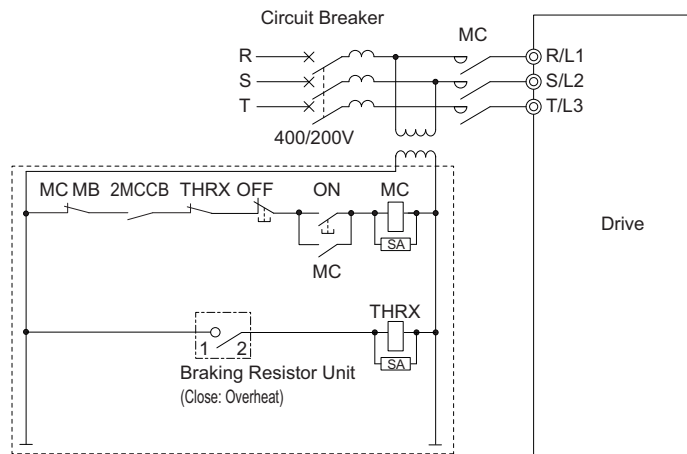 Circuit Breaker
MC
R
R/L1
S
S/L2
T
T/L3
400/200V
MC MB 2MCCB THRX OFF ON MC
SA
MC
Drive
THRX
1 2
SA
Braking Resistor Unit
(Close: Overheat)